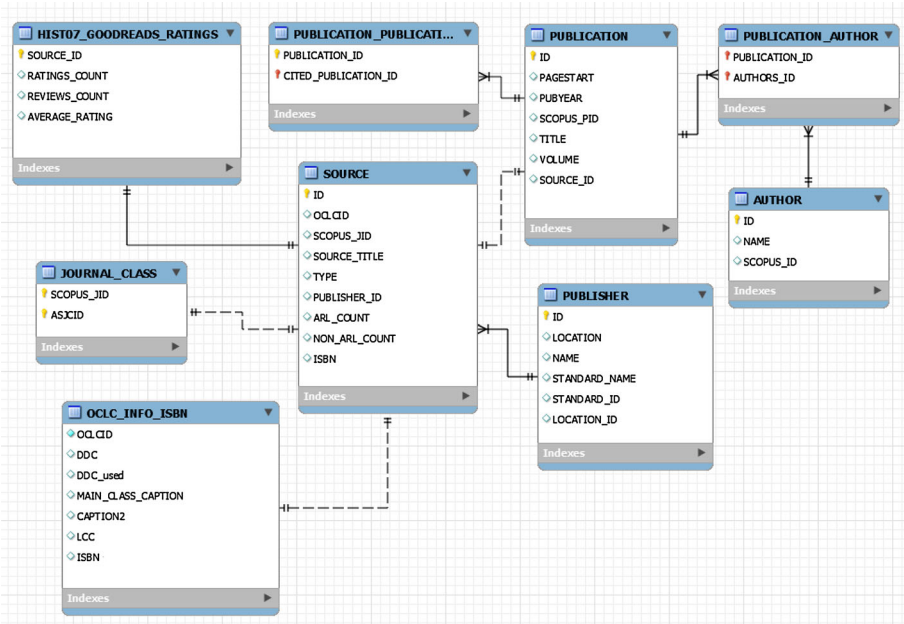 HIST07_GOODREADS_RATINGS
SOURCE_ID
RATINGS_COUNT
REVIEWS_COUNT
AVERAGE_RATING
Indexes
PUBLICATION_PUBLICATI...
PUBLICATION_ID
CITED_PUBLICATION_ID
Indexes
PUBLICATION
ID
PAGESTART
PUBYEAR
SCOPUS_PID
TITLE
VOLUME
SOURCE_ID
Indexes
PUBLICATION_AUTHOR
PUBLICATION_ID
AUTHORS_ID
Indexes
SOURCE
ID
OCLCID
SCOPUS_JID
SOURCE_TITLE
TYPE
PUBLISHER_ID
ARL_COUNT
NON_ARL_COUNT
ISBN
Indexes
AUTHOR
ID
NAME
SCOPUS_ID
Indexes
JOURNAL_CLASS
SCOPUS_JID
ASJCID
Indexes
PUBLISHER
ID
LOCATION
NAME
STANDARD_NAME
STANDARD_ID
LOCATION_ID
Indexes
OCLC_INFO_ISBN
OCLCID
DDC
DDC_used
MAIN_CLASS_CAPTION
CAPTION2
LCC
ISBN
Indexes